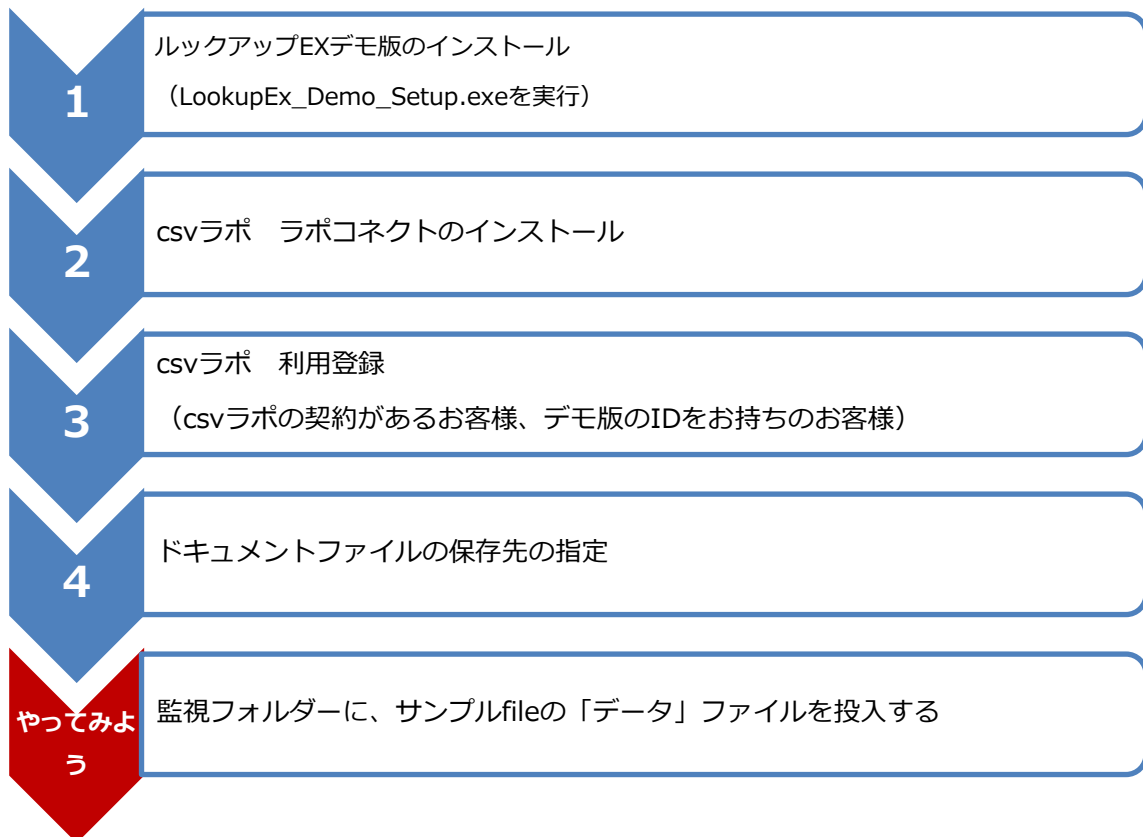 1
ルックアップEXデモ版のインストール
（LookupEx_Demo_Setup.exeを実行）
2
csvラポ　ラポコネクトのインストール
3
csvラポ　利用登録
（csvラポの契約があるお客様、デモ版のIDをお持ちのお客様）
4
ドキュメントファイルの保存先の指定
やってみよ
う
監視フォルダーに、サンプルfileの「データ」ファイルを投入する